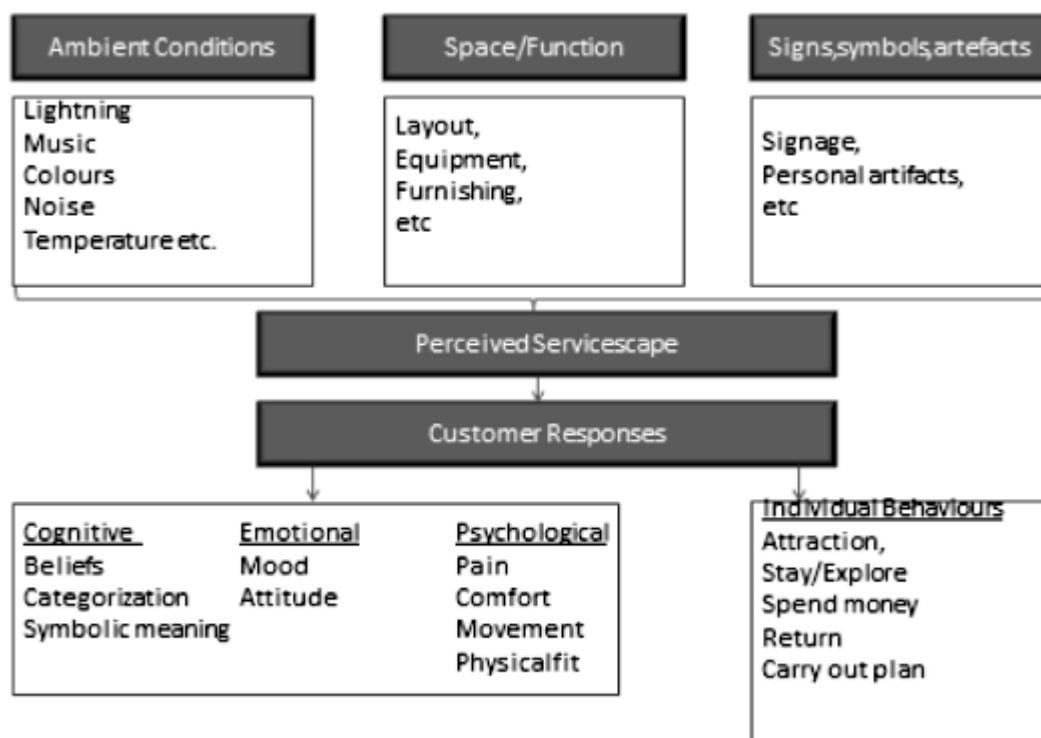 Ambient Conditions
Space/Function
Signs,symbols,artefacts
Lightning
Music
Colours
Noise
Temperature etc.
Layout,
Equipment,
Furnishing,
etc
Signage,
Personal artifacts,
etc
Perceived Servicescape
Customer Responses
Cognitive
Beliefs
Categorization
Symbolic meaning
Emotional
Mood
Attitude
Psychological
Pain
Comfort
Movement
Physicalfit
Individual Behaviours
Attraction,
Stay/Explore
Spend money
Return
Carry out plan